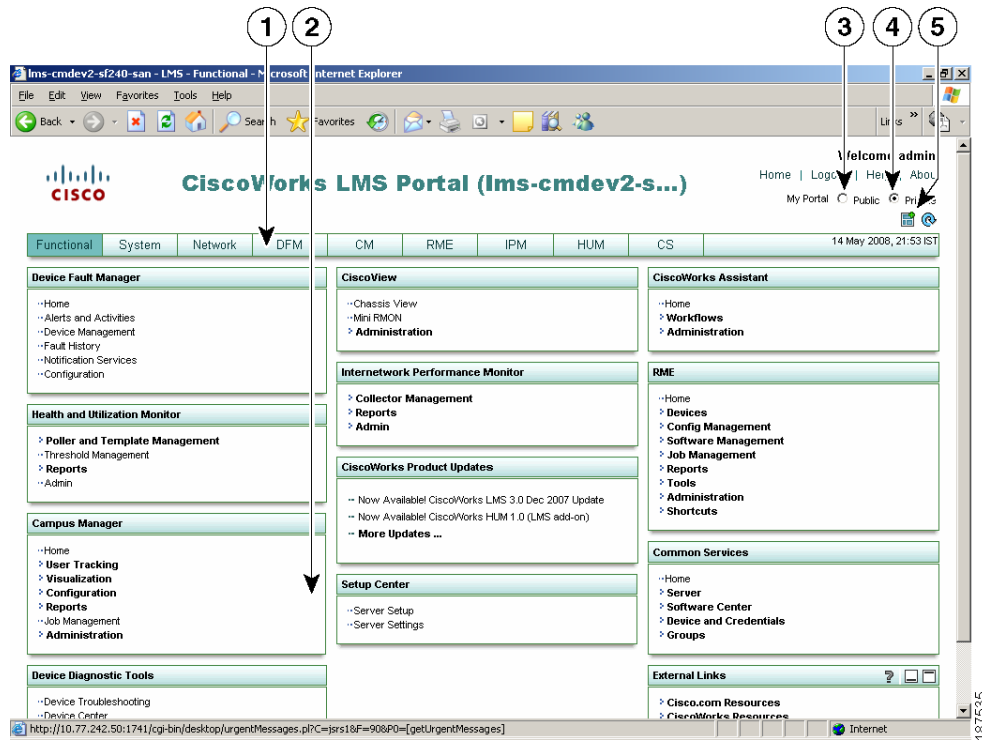 1 2 3 4 5
lms-cmdev2-sf240-san - LMS - Functional - Microsoft Internet Explorer
File Edit View Favorites Tools Help
Back Search Favorites Links »
Welcome admin
CISCO
CiscoWorks LMS Portal (lms-cmdev2-s...)
Home | Logout | Help | About
My Portal Public Private
Functional System Network DFM CM RME IPM HUM CS
14 May 2008, 21:53 IST
Device Fault Manager
Home
Alerts and Activities
Device Management
Fault History
Notification Services
Configuration
Health and Utilization Monitor
Poller and Template Management
Threshold Management
Reports
Admin
Campus Manager
Home
User Tracking
Visualization
Configuration
Reports
Job Management
Administration
Device Diagnostic Tools
Device Troubleshooting
Device Center
CiscoView
Chassis View
Mini RMON
Administration
Internetwork Performance Monitor
Collector Management
Reports
Admin
CiscoWorks Product Updates
Now Available! CiscoWorks LMS 3.0 Dec 2007 Update
Now Available! CiscoWorks HUM 1.0 (LMS add-on)
More Updates ...
Setup Center
Server Setup
Server Settings
CiscoWorks Assistant
Home
Workflows
Administration
RME
Home
Devices
Config Management
Software Management
Job Management
Reports
Tools
Administration
Shortcuts
Common Services
Home
Server
Software Center
Device and Credentials
Groups
External Links ?
Cisco.com Resources
CiscoWorks Resources
http://10.77.242.50:1741/cgi-bin/desktop/urgentMessages.pl?C=jsrs1&F=90&P0=[getUrgentMessages]
Internet
187535